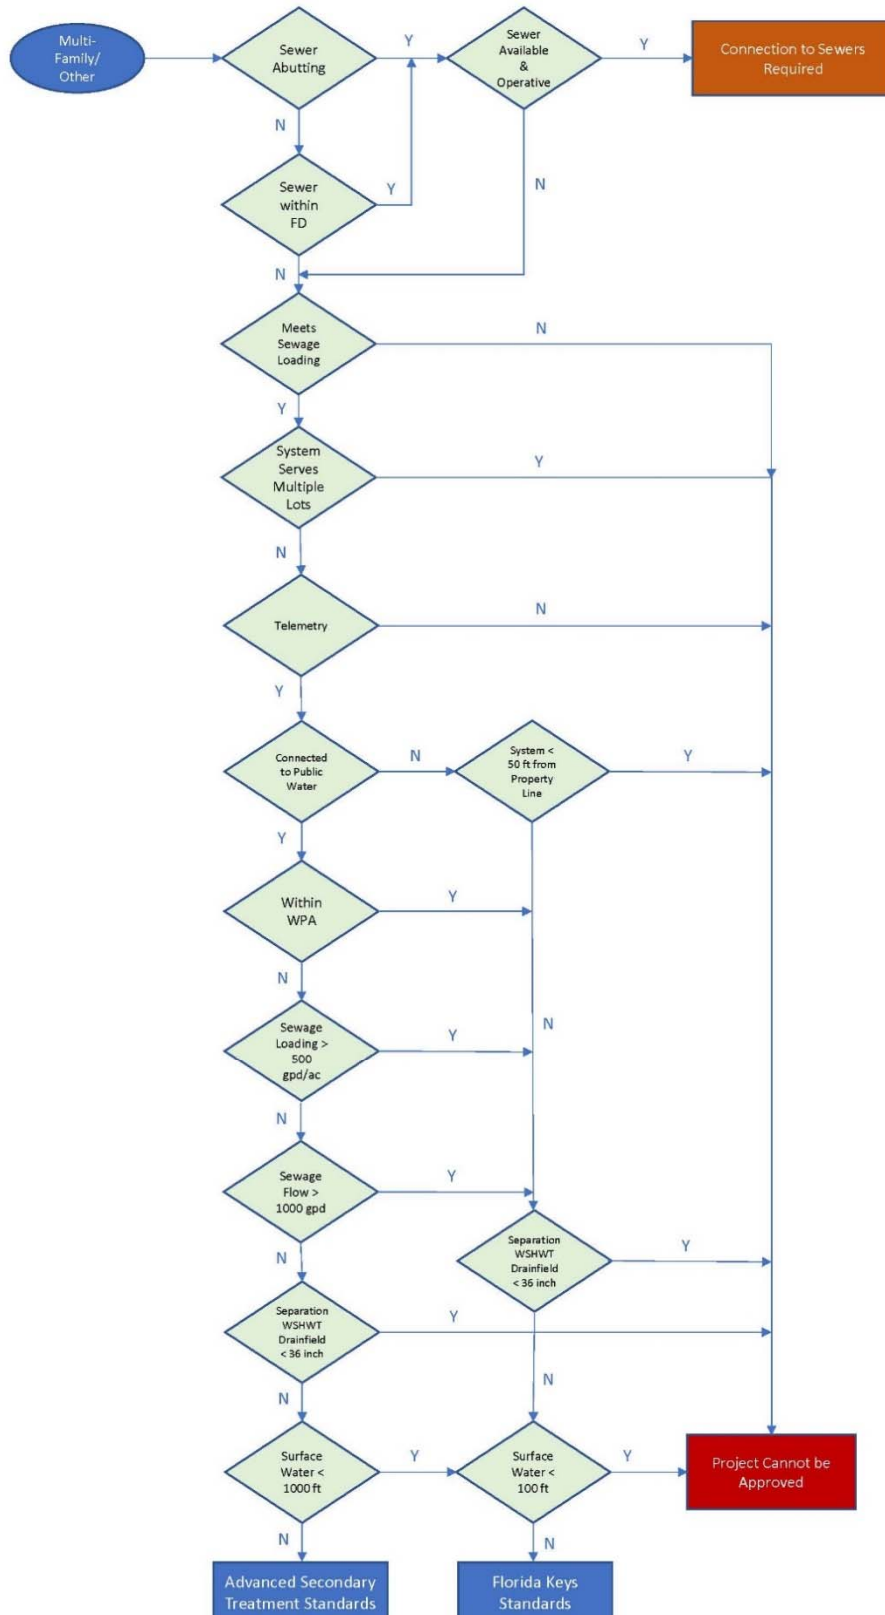 Multi-
Family/
Other
Sewer
Abutting
Y
Sewer
Available
&
Operative
Y
Connection to Sewers
Required
N
Sewer
within
FD
Y
N
N
Meets
Sewage
Loading
N
Y
System
Serves
Multiple
Lots
Y
N
Telemetry
N
Y
Connected
to Public
Water
N
System <
50 ft from
Property
Line
Y
Y
Within
WPA
Y
N
Sewage
Loading >
500
gpd/ac
Y
N
N
Sewage
Flow >
1000 gpd
Y
N
Separation
WSHWT
Drainfield
< 36 inch
Y
Separation
WSHWT
Drainfield
< 36 inch
Y
N
N
Surface
Water <
1000 ft
Y
Surface
Water <
100 ft
Y
Project Cannot be
Approved
N
N
Advanced Secondary
Treatment Standards
Florida Keys
Standards